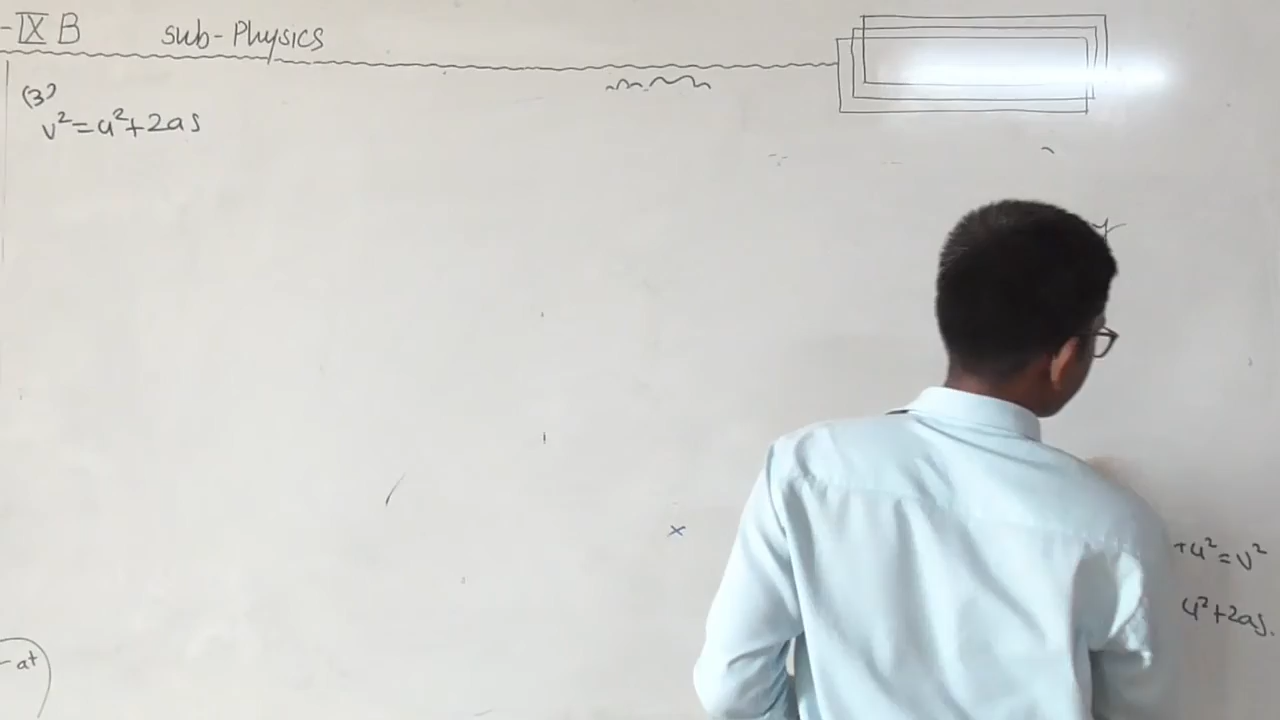 -IX B sub-Physics
(3)
v²=u²+2as
+u²=v²
u²+2as.
-at